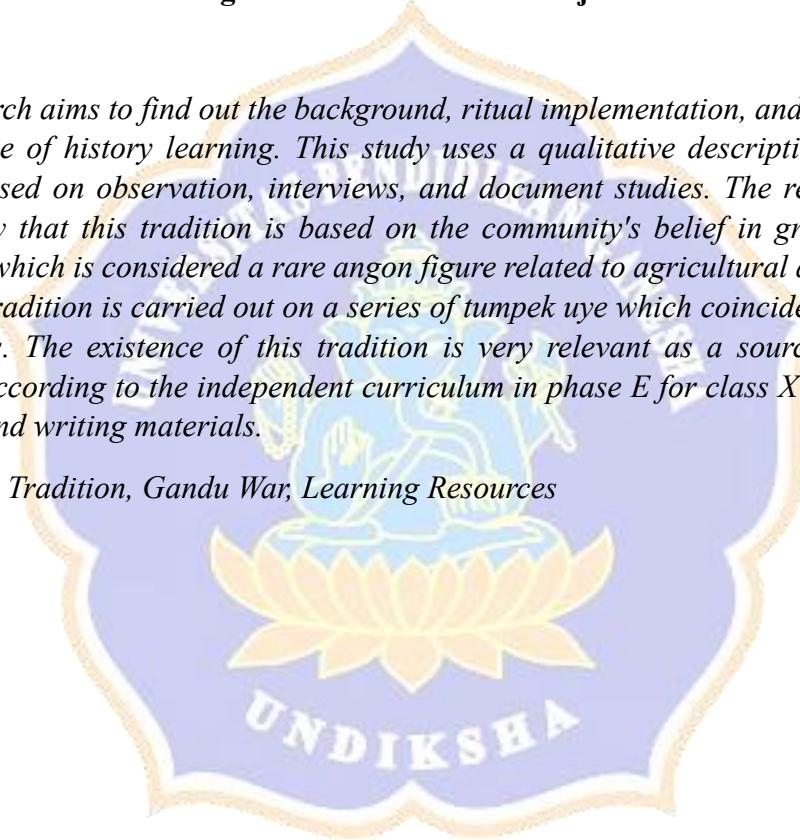 rch aims to find out the background, ritual implementation, and
e of history learning. This study uses a qualitative descripti
sed on observation, interviews, and document studies. The re
y that this tradition is based on the community's belief in gr
which is considered a rare angon figure related to agricultural a
radition is carried out on a series of tumpek uye which coincide
. The existence of this tradition is very relevant as a sourc
ccording to the independent curriculum in phase E for class X
nd writing materials.
Tradition, Gandu War, Learning Resources
UNIVERSITAS PENDIDIKAN GANESHA
UNDIKSHA